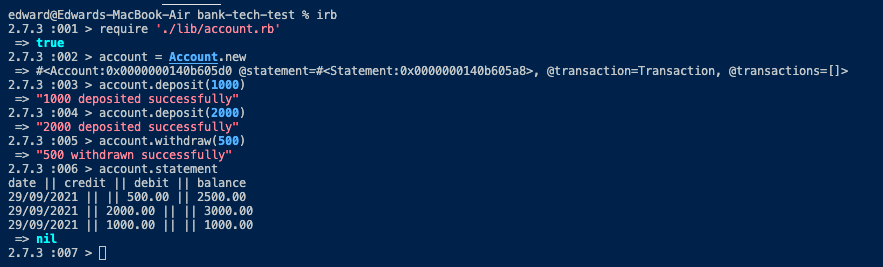 edward@Edwards-MacBook-Air bank-tech-test % irb
2.7.3 :001 > require './lib/account.rb'
 => true
2.7.3 :002 > account = Account.new
 => #<Account:0x0000000140b605d0 @statement=#<Statement:0x0000000140b605a8>, @transaction=Transaction, @transactions=[]>
2.7.3 :003 > account.deposit(1000)
 => "1000 deposited successfully"
2.7.3 :004 > account.deposit(2000)
 => "2000 deposited successfully"
2.7.3 :005 > account.withdraw(500)
 => "500 withdrawn successfully"
2.7.3 :006 > account.statement
date || credit || debit || balance
29/09/2021 || || 500.00 || 2500.00
29/09/2021 || 2000.00 || || 3000.00
29/09/2021 || 1000.00 || || 1000.00
 => nil
2.7.3 :007 >